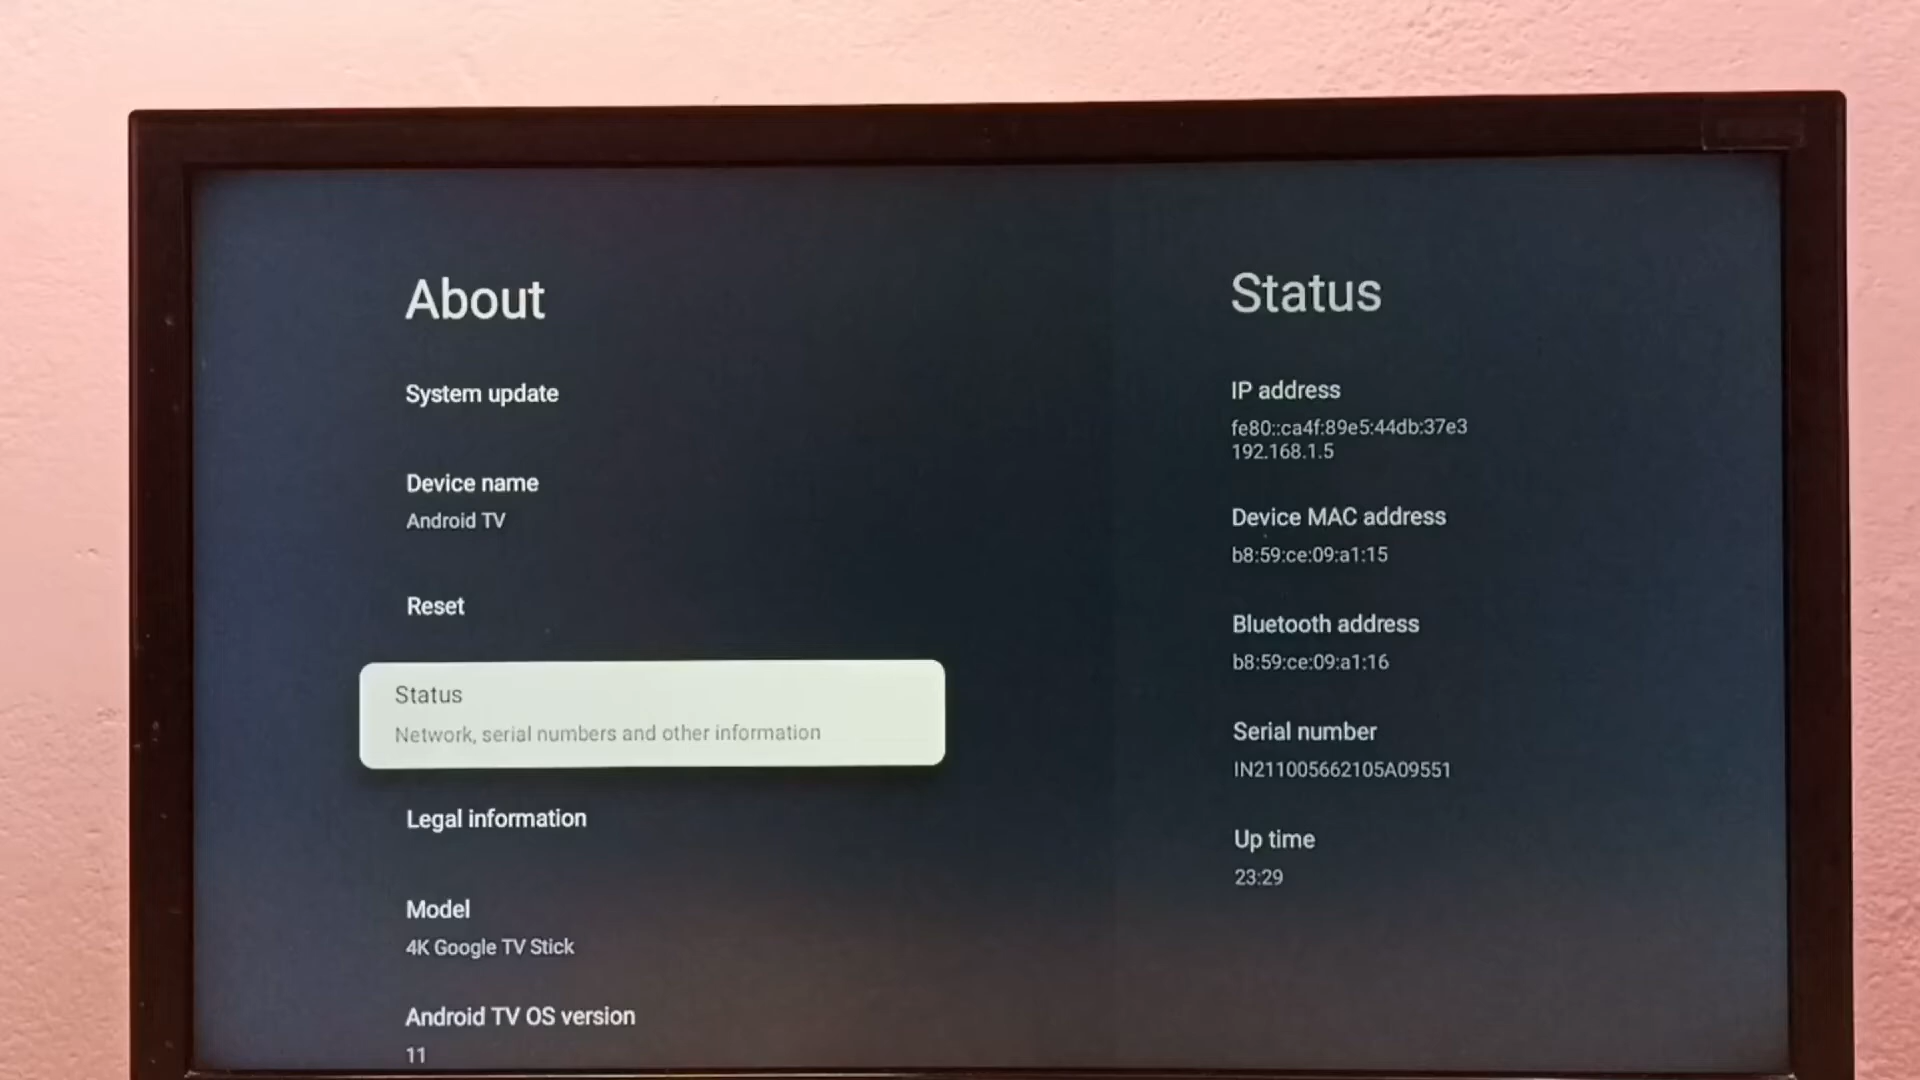 About
System update
Device name
Android TV
Reset
Status
Network, serial numbers and other information
Legal information
Model
4K Google TV Stick
Android TV OS version
11
Status
IP address
fe80::ca4f:89e5:44db:37e3
192.168.1.5
Device MAC address
b8:59:ce:09:a1:15
Bluetooth address
b8:59:ce:09:a1:16
Serial number
IN211005662105A09551
Up time
23:29